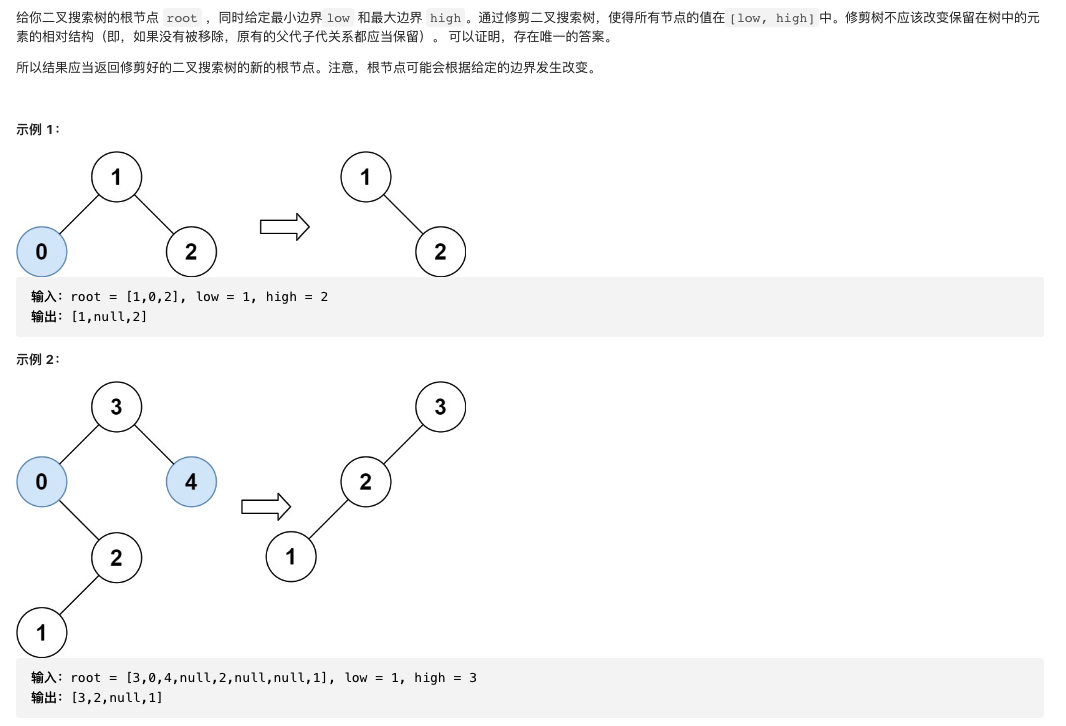 给你二叉搜索树的根节点 root ，同时给定最小边界 low 和最大边界 high 。通过修剪二叉搜索树，使得所有节点的值在 [low, high] 中。修剪树不应该改变保留在树中的元
素的相对结构（即，如果没有被移除，原有的父代子代关系都应当保留）。 可以证明，存在唯一的答案。
所以结果应当返回修剪好的二叉搜索树的新的根节点。注意，根节点可能会根据给定的边界发生改变。
示例 1：
1 1
0 2 2
输入：root = [1,0,2], low = 1, high = 2
输出：[1,null,2]
示例 2：
3 3
0 4 2
2 1
1
输入：root = [3,0,4,null,2,null,null,1], low = 1, high = 3
输出：[3,2,null,1]